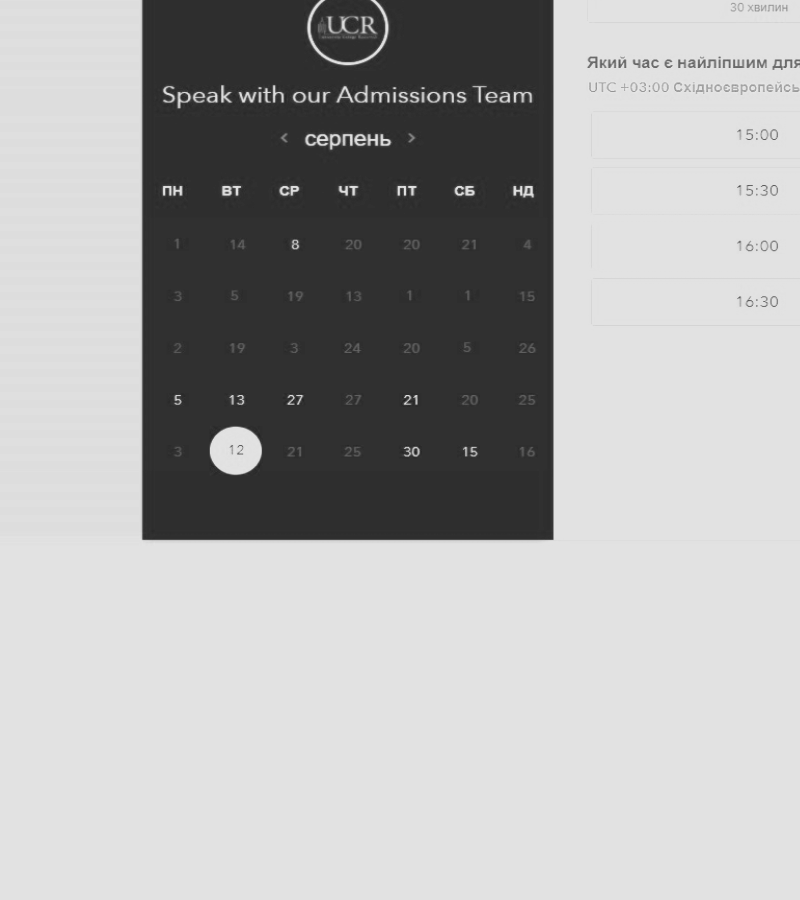 30 хвилин
UCR
Speak with our Admissions Team
Який час є найліпшим для
UTC +03:00 Східноєвропейсь
< серпень >
ПН ВТ СР ЧТ ПТ СБ НД
1 14 8 20 20 21 4
3 5 19 13 1 1 15
2 19 3 24 20 5 26
5 13 27 27 21 20 25
3 12 21 25 30 15 16
15:00
15:30
16:00
16:30